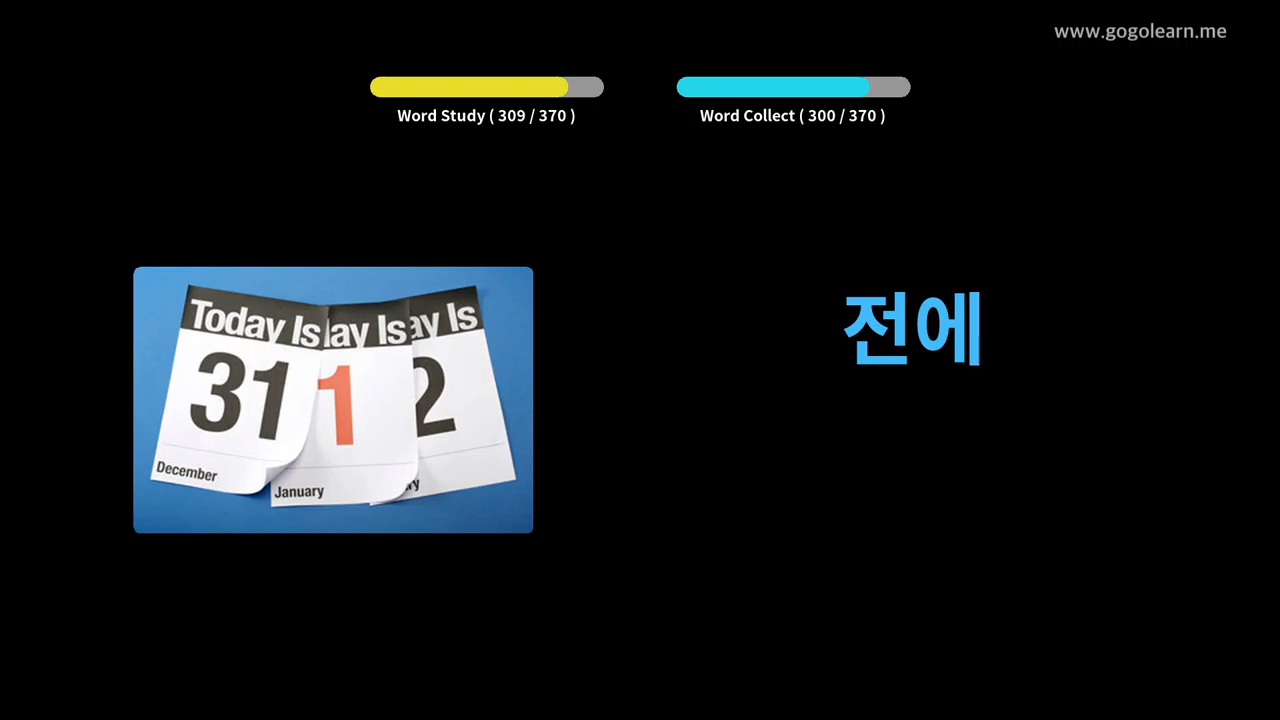 www.gogolearn.me
Word Study ( 309 / 370 )
Word Collect ( 300 / 370 )
전에
Today Is
31
December
ay Is
1
January
ay Is
2
ry